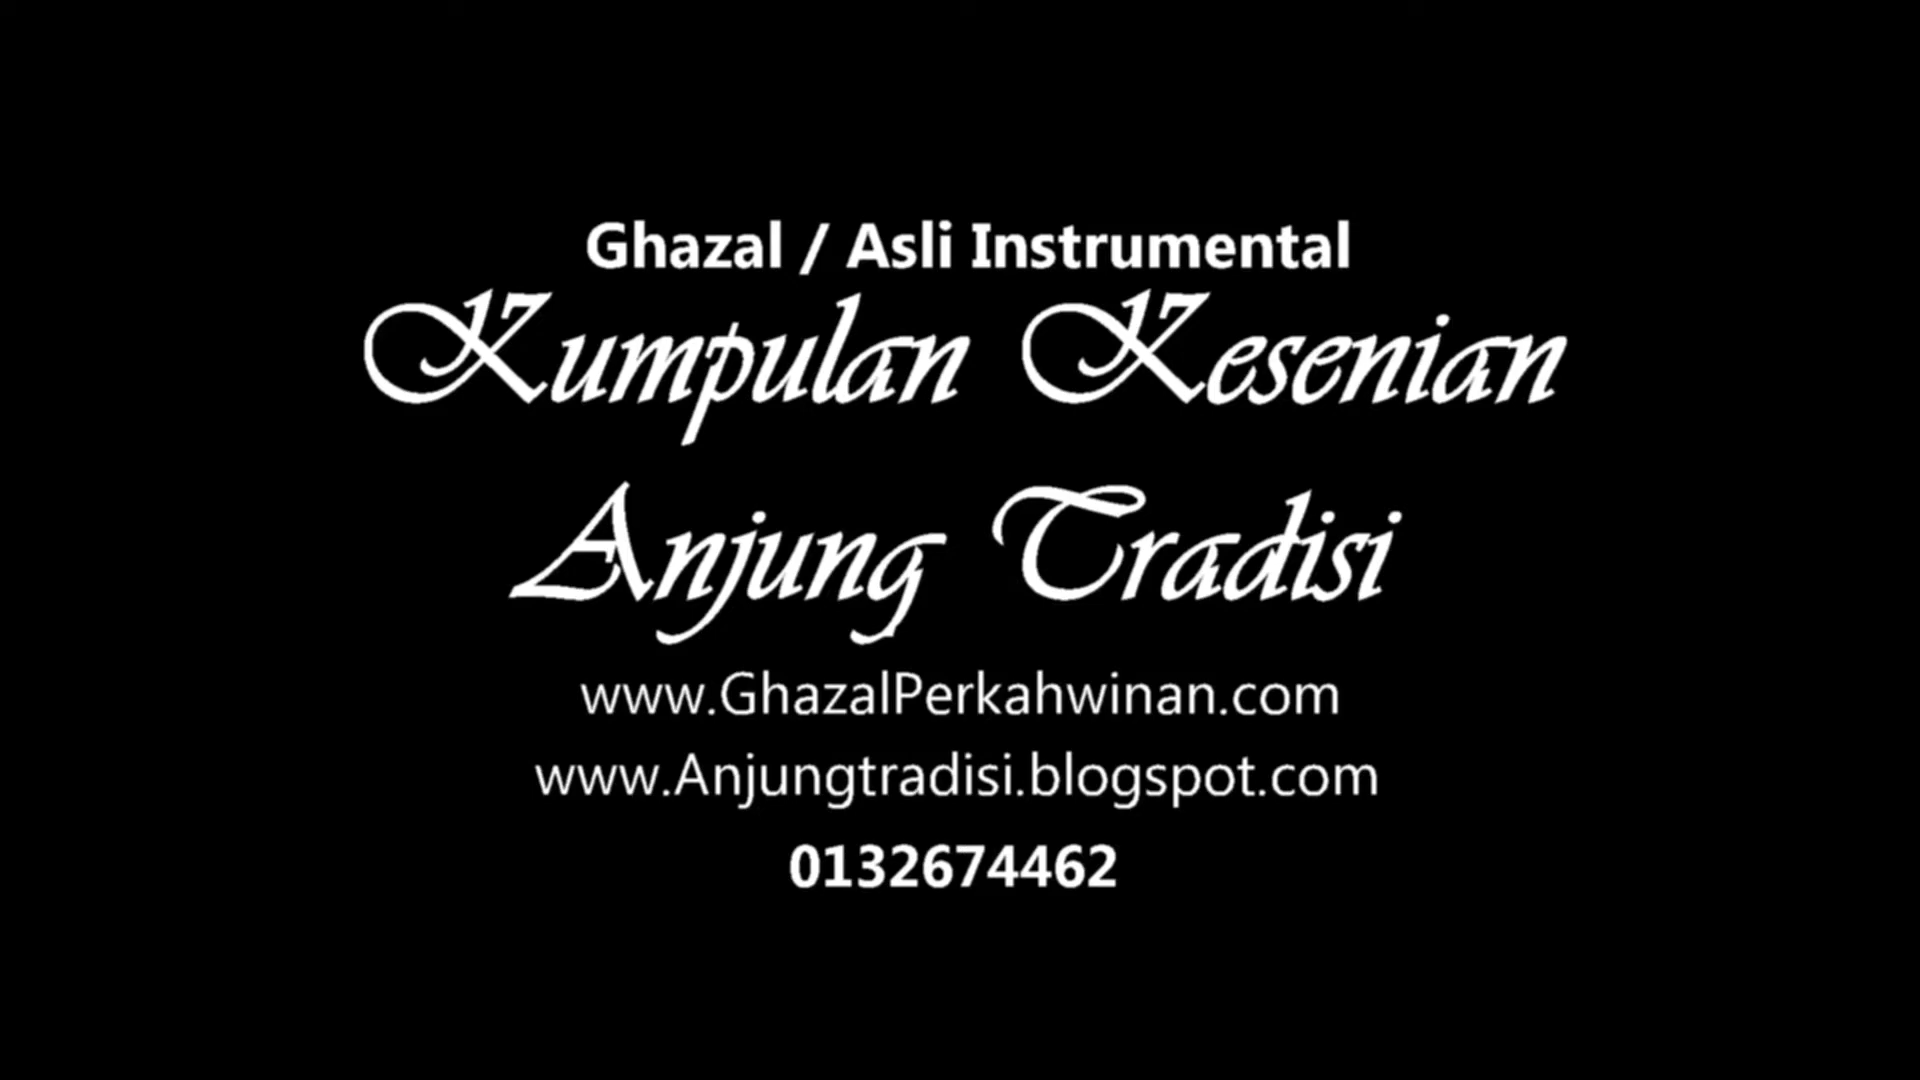 Ghazal / Asli Instrumental
Kumpulan Kesenian
Anjung Tradisi
www.GhazalPerkahwinan.com
www.Anjungtradisi.blogspot.com
0132674462